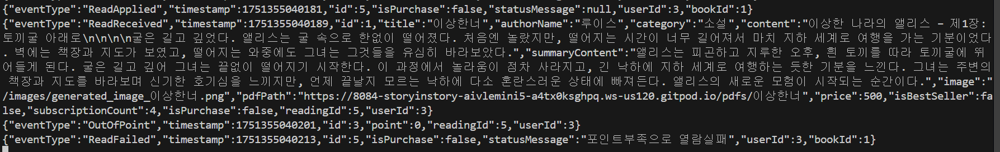 {"eventType":"ReadApplied","timestamp":1751355040181,"id":5,"isPurchase":false,"statusMessage":null,"userId":3,"bookId":1}
{"eventType":"ReadReceived","timestamp":1751355040189,"id":1,"title":"이상한너","authorName":"루이스","category":"소설","content":"이상한 나라의 앨리스 – 제1장:
토끼굴 아래로\n\n\n\n굴은 길고 깊었다. 앨리스는 굴 속으로 한없이 떨어졌다. 처음엔 놀랐지만, 떨어지는 시간이 너무 길어져서 마치 지하 세계로 여행을 가는 기분이었다
. 벽에는 책장과 지도가 보였고, 떨어지는 와중에도 그녀는 그것들을 유심히 바라보았다.","summaryContent":"앨리스는 피곤하고 지루한 오후, 흰 토끼를 따라 토끼굴에 뛰
어들게 된다. 굴은 길고 깊어 그녀는 끝없이 떨어지기 시작한다. 이 과정에서 놀라움이 점차 사라지고, 긴 낙하에 지하 세계로 여행하는 듯한 기분을 느낀다. 그녀는 주변의
책장과 지도를 바라보며 신기한 호기심을 느끼지만, 언제 끝날지 모르는 낙하에 다소 혼란스러운 상태에 빠져든다. 앨리스의 새로운 모험이 시작되는 순간이다.","image":"
/images/generated_image_이상한너.png","pdfPath":"https://8084-storyinstory-aivlemini5-a4tx0ksghpq.ws-us120.gitpod.io/pdfs/이상한너","price":500,"isBestSeller":fa
lse,"subscriptionCount":4,"isPurchase":false,"readingId":5,"userId":3}
{"eventType":"OutOfPoint","timestamp":1751355040201,"id":3,"point":0,"readingId":5,"userId":3}
{"eventType":"ReadFailed","timestamp":1751355040213,"id":5,"isPurchase":false,"statusMessage":"포인트부족으로 열람실패","userId":3,"bookId":1}